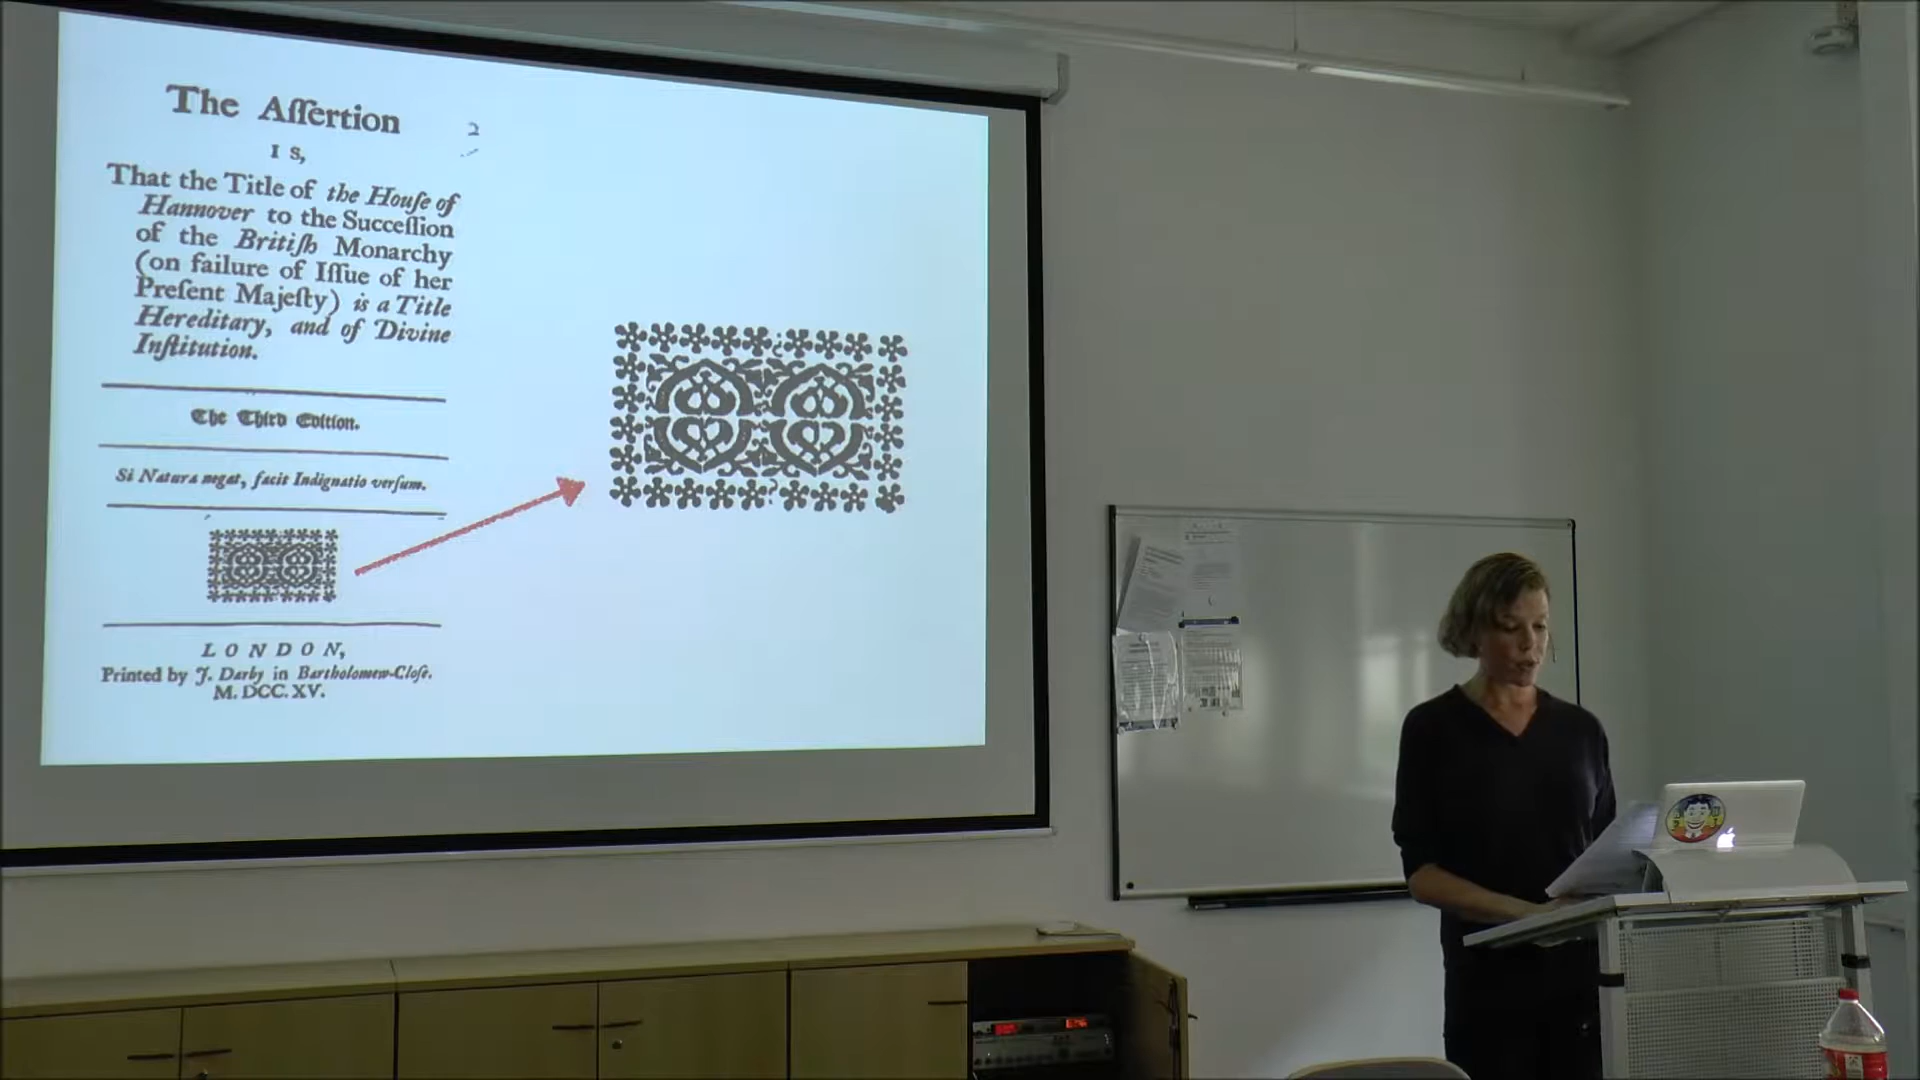 The Aſſertion
I S,
That the Title of the Houſe of
Hannover to the Succeſſion
of the Britiſh Monarchy
(on failure of Iſſue of her
Preſent Majeſty) is a Title
Hereditary, and of Divine
Inſtitution.
The Third Edition.
Si Natura negat, facit Indignatio verſum.
L O N D O N,
Printed by J. Darby in Bartholomew-Cloſe.
M. DCC. XV.